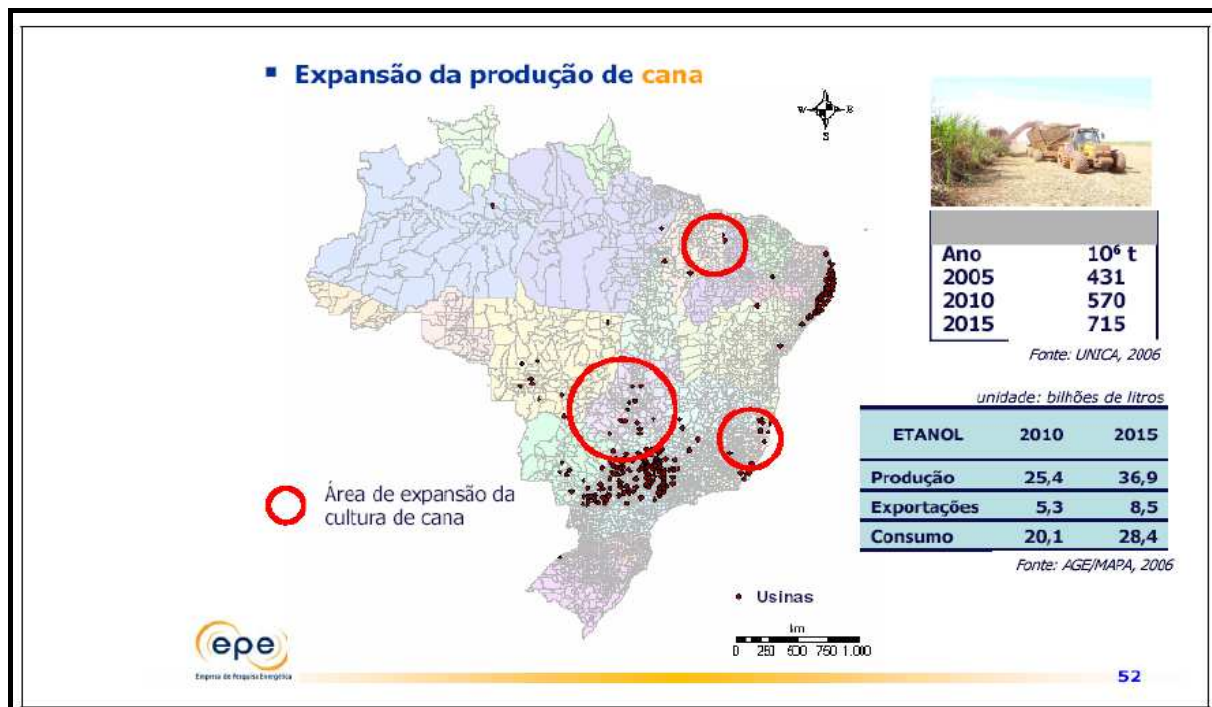 ▪ Expansão da produção de cana
W E
S
Ano 10⁶ t
2005 431
2010 570
2015 715
Fonte: UNICA, 2006
unidade: bilhões de litros
ETANOL 2010 2015
Produção 25,4 36,9
Exportações 5,3 8,5
Consumo 20,1 28,4
Fonte: AGE/MAPA, 2006
Área de expansão da
cultura de cana
Usinas
km
0 250 500 750 1.000
epe
Empresa de Pesquisa Energética
52